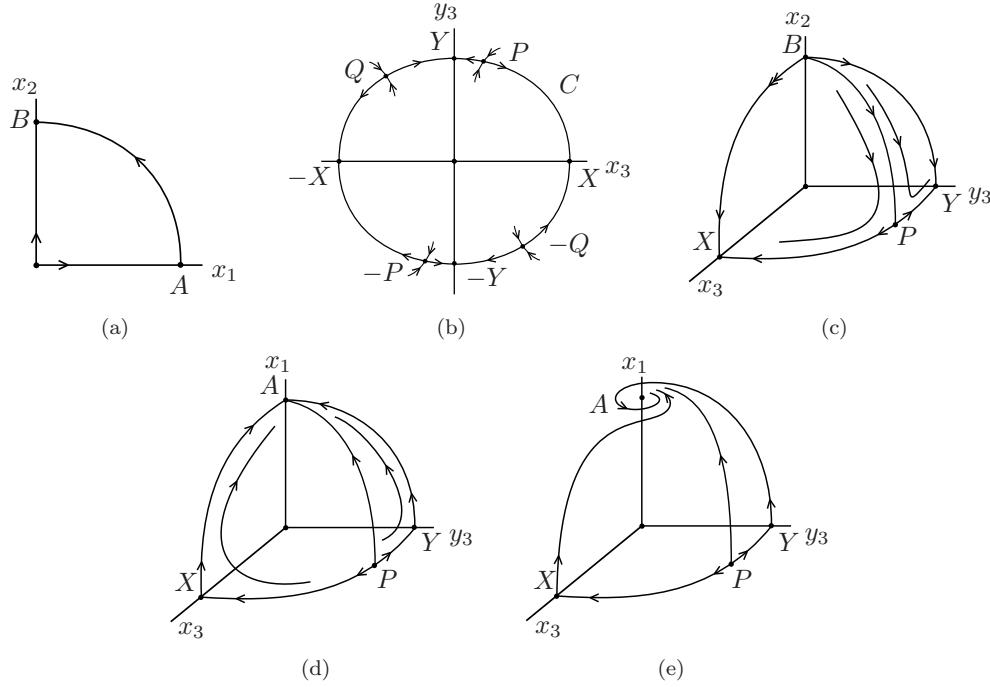 x₂
B
A
x₁
(a)
y₃
Y
P
Q
C
−X
X
x₃
−P
−Y
−Q
(b)
x₂
B
Y
y₃
P
X
x₃
(c)
x₁
A
Y
y₃
P
X
x₃
(d)
x₁
A
Y
y₃
P
X
x₃
(e)